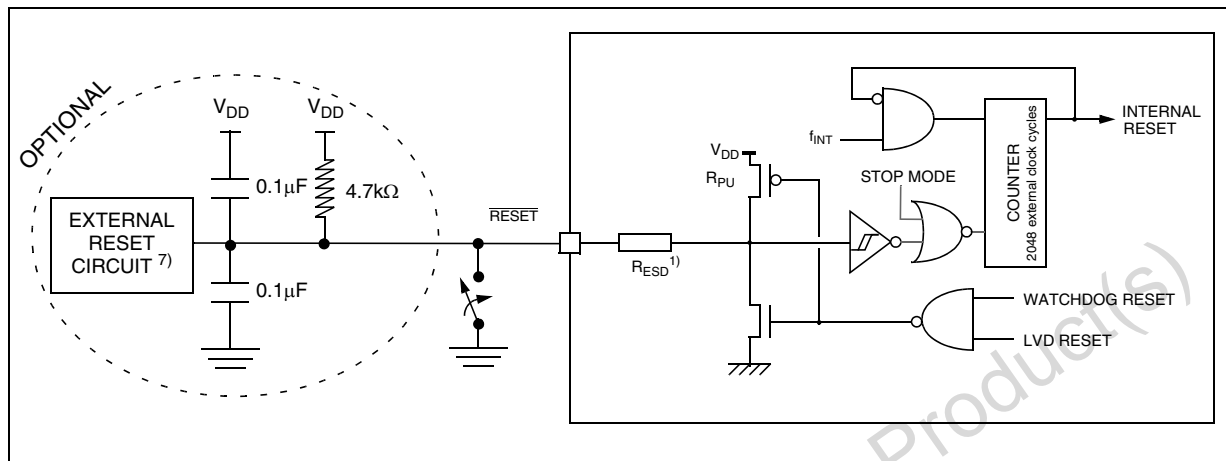 OPTIONAL
V_DD
V_DD
0.1μF
4.7kΩ
EXTERNAL
RESET
CIRCUIT 7)
0.1μF
RESET
R_ESD 1)
V_DD
R_PU
f_INT
STOP MODE
COUNTER
2048 external clock cycles
INTERNAL
RESET
WATCHDOG RESET
LVD RESET
Product(s)